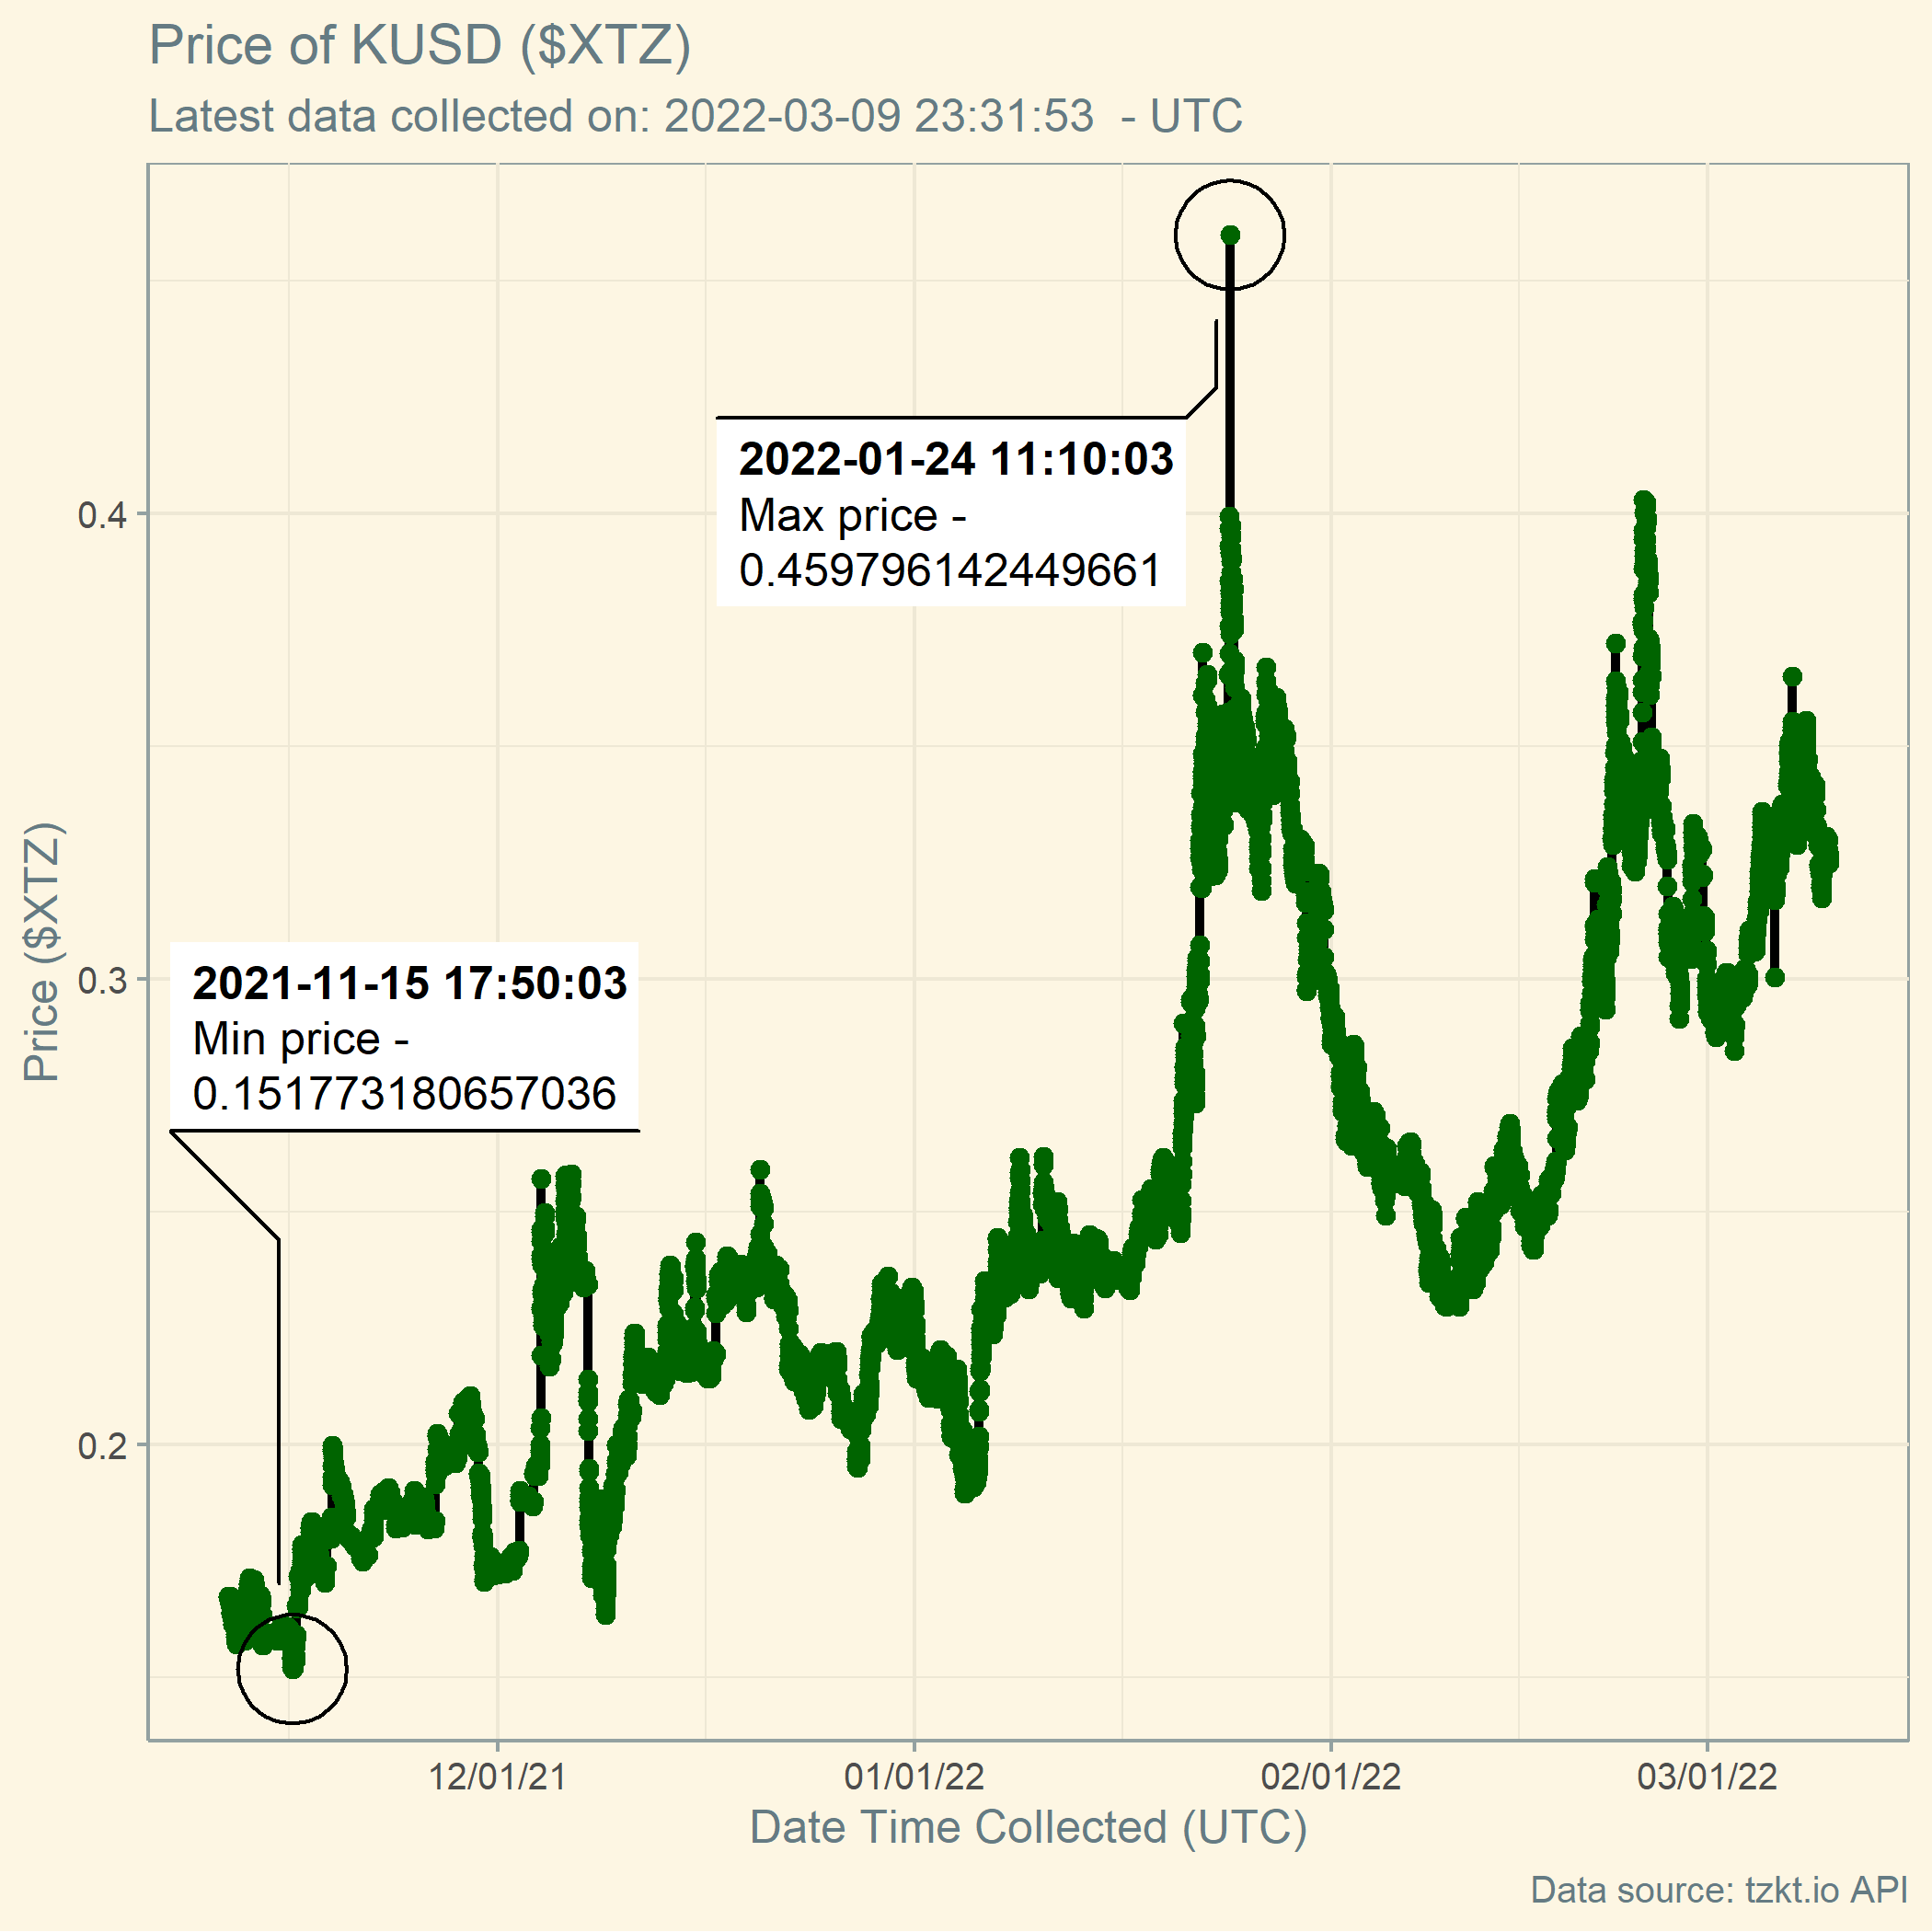 Price of KUSD ($XTZ)
Latest data collected on: 2022-03-09 23:31:53  - UTC
2022-01-24 11:10:03
Max price -
0.459796142449661
0.4
2021-11-15 17:50:03
Min price -
0.151773180657036
0.3
0.2
Price ($XTZ)
12/01/21
01/01/22
02/01/22
03/01/22
Date Time Collected (UTC)
Data source: tzkt.io API